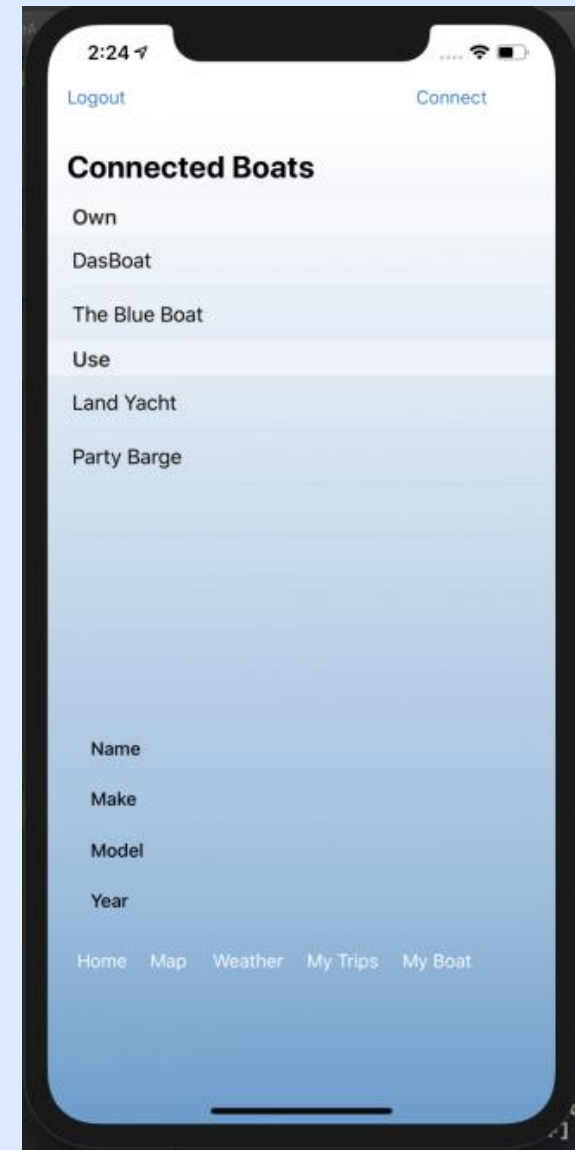 2:24
Logout Connect
Connected Boats
Own
DasBoat
The Blue Boat
Use
Land Yacht
Party Barge
Name
Make
Model
Year
Home Map Weather My Trips My Boat